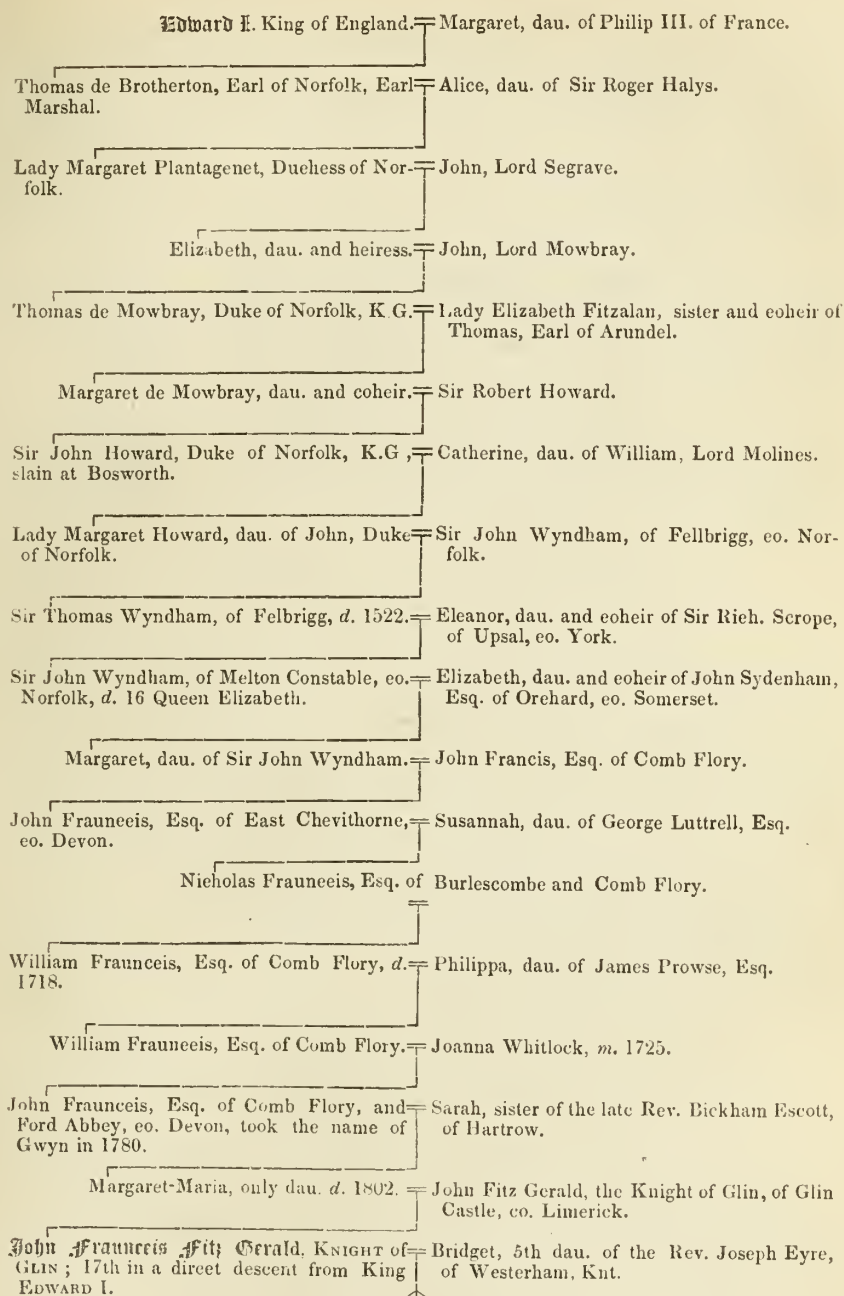 Edward I. King of England. Margaret, dau. of Philip III. of France.
Thomas de Brotherton, Earl of Norfolk, Earl Alice, dau. of Sir Roger Halys.
Marshal.
Lady Margaret Plantagenet, Duchess of Nor- John, Lord Segrave.
folk.
Elizabeth, dau. and heiress. John, Lord Mowbray.
Thomas de Mowbray, Duke of Norfolk, K.G. Lady Elizabeth Fitzalan, sister and coheir of
Thomas, Earl of Arundel.
Margaret de Mowbray, dau. and coheir. Sir Robert Howard.
Sir John Howard, Duke of Norfolk, K.G , Catherine, dau. of William, Lord Molines.
slain at Bosworth.
Lady Margaret Howard, dau. of John, Duke Sir John Wyndham, of Fellbrigg, co. Nor-
of Norfolk. folk.
Sir Thomas Wyndham, of Felbrigg, d. 1522. Eleanor, dau. and coheir of Sir Rich. Scrope,
of Upsal, co. York.
Sir John Wyndham, of Melton Constable, co. Elizabeth, dau. and coheir of John Sydenham,
Norfolk, d. 16 Queen Elizabeth. Esq. of Orchard, co. Somerset.
Margaret, dau. of Sir John Wyndham. John Francis, Esq. of Comb Flory.
John Fraunceis, Esq. of East Chevithorne, Susannah, dau. of George Luttrell, Esq.
co. Devon.
Nicholas Fraunceis, Esq. of Burlescombe and Comb Flory.
William Fraunceis, Esq. of Comb Flory, d. Philippa, dau. of James Prowse, Esq.
1718.
William Fraunceis, Esq. of Comb Flory. Joanna Whitlock, m. 1725.
John Fraunceis, Esq. of Comb Flory, and Sarah, sister of the late Rev. Bickham Escott,
Ford Abbey, co. Devon, took the name of of Hartrow.
Gwyn in 1780.
Margaret-Maria, only dau. d. 1802. John Fitz Gerald, the Knight of Glin, of Glin
Castle, co. Limerick.
John Fraunceis Fitz Gerald, KNIGHT of Bridget, 5th dau. of the Rev. Joseph Eyre,
GLIN ; 17th in a direct descent from King of Westerham, Knt.
EDWARD I.